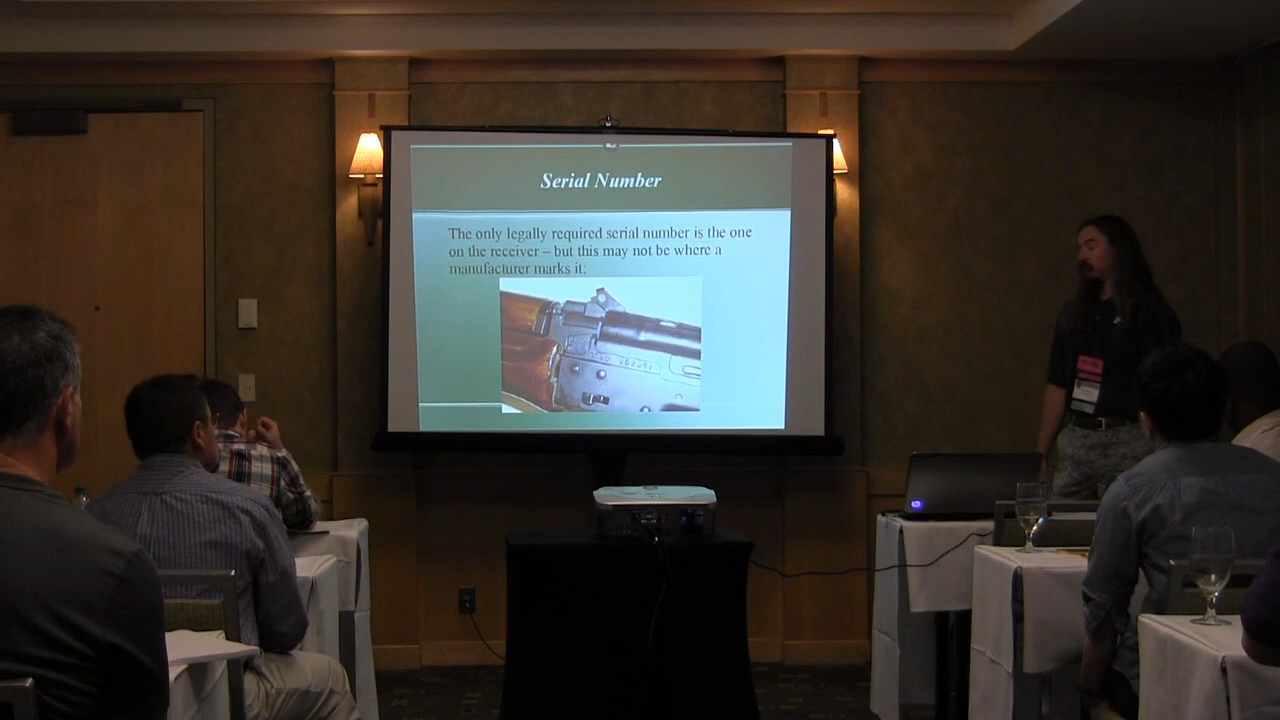 Serial Number
The only legally required serial number is the one
on the receiver – but this may not be where a
manufacturer marks it: